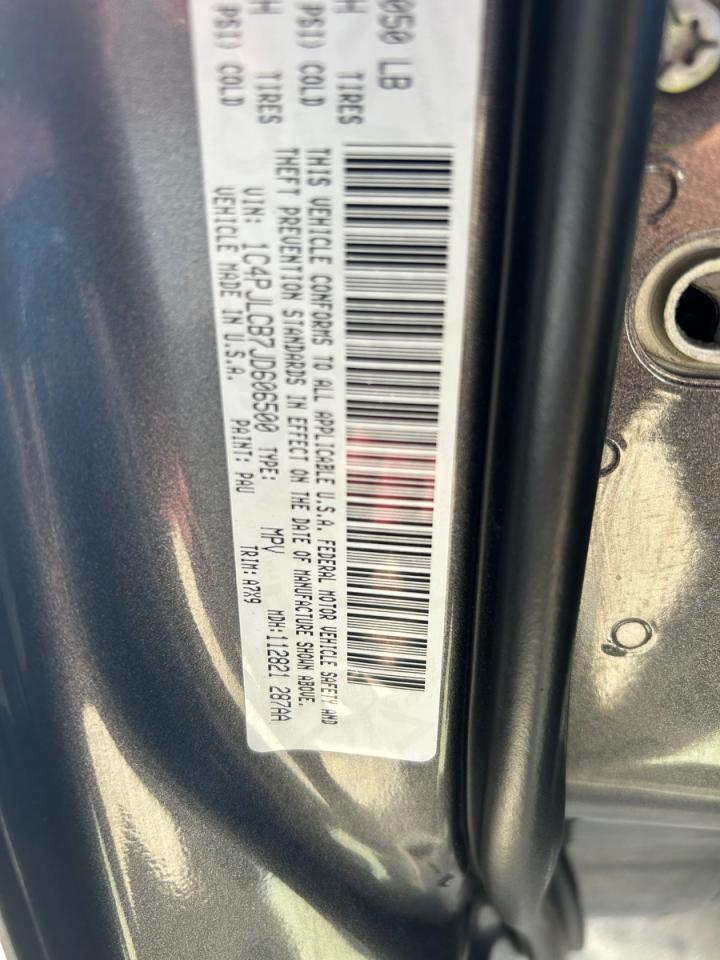 050 LB
H TIRES
PSI) COLD
H TIRES
PSI) COLD
THIS VEHICLE CONFORMS TO ALL APPLICABLE U.S.A. FEDERAL MOTOR VEHICLE SAFETY AND
THEFT PREVENTION STANDARDS IN EFFECT ON THE DATE OF MANUFACTURE SHOWN ABOVE.
VIN: 1C4PJLCB7JD606500 TYPE: MPV MDH:112821 287AA
VEHICLE MADE IN U.S.A. PAINT: PAU TRIM: A7X9